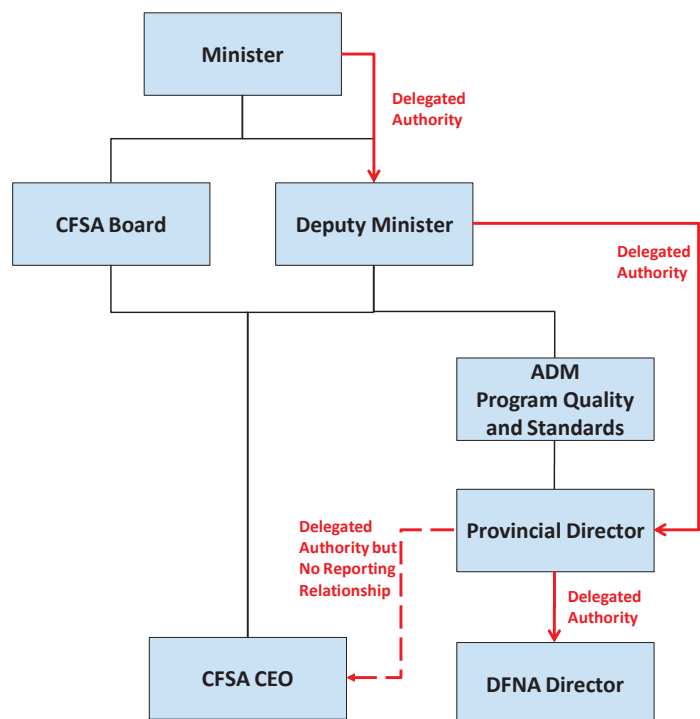 Minister
Delegated
Authority
CFSA Board
Deputy Minister
Delegated
Authority
ADM
Program Quality
and Standards
Delegated
Authority but
No Reporting
Relationship
Provincial Director
Delegated
Authority
CFSA CEO
DFNA Director